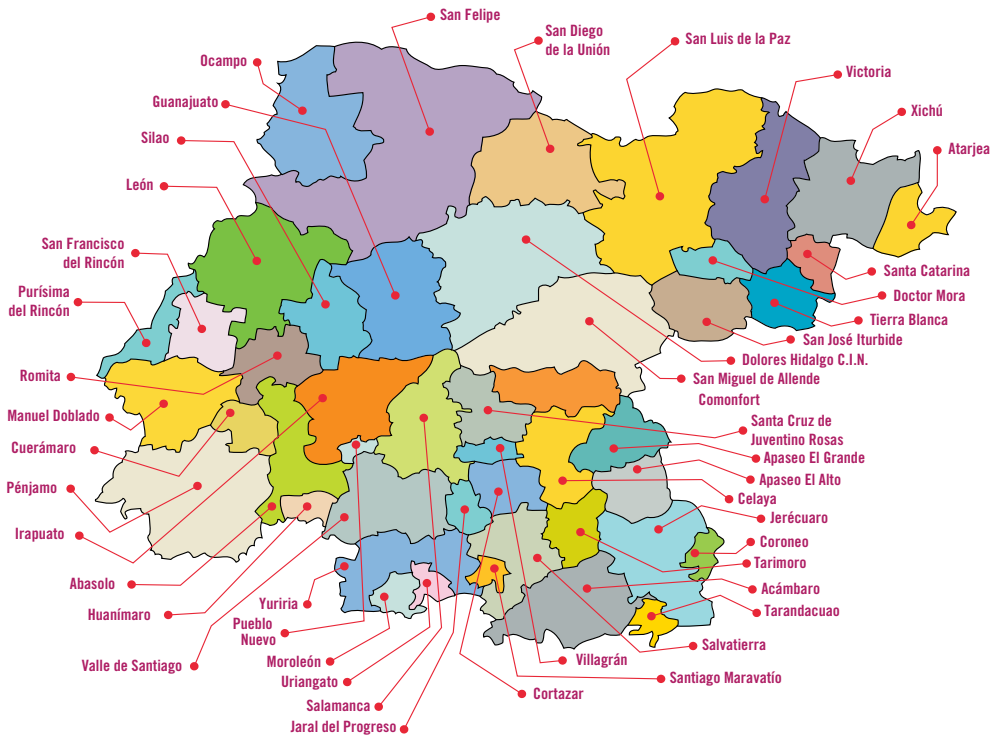 San Felipe
San Diego
de la Unión
San Luis de la Paz
Ocampo
Victoria
Guanajuato
Xichú
Silao
Atarjea
León
San Francisco
del Rincón
Santa Catarina
Purísima
del Rincón
Doctor Mora
Tierra Blanca
San José Iturbide
Dolores Hidalgo C.I.N.
Romita
San Miguel de Allende
Comonfort
Manuel Doblado
Santa Cruz de
Juventino Rosas
Cuerámaro
Apaseo El Grande
Apaseo El Alto
Pénjamo
Celaya
Jerécuaro
Irapuato
Coroneo
Tarimoro
Abasolo
Acámbaro
Huanímaro
Yuriria
Tarandacuao
Pueblo
Nuevo
Salvatierra
Valle de Santiago
Moroleón
Villagrán
Uriangato
Santiago Maravatío
Cortazar
Salamanca
Jaral del Progreso